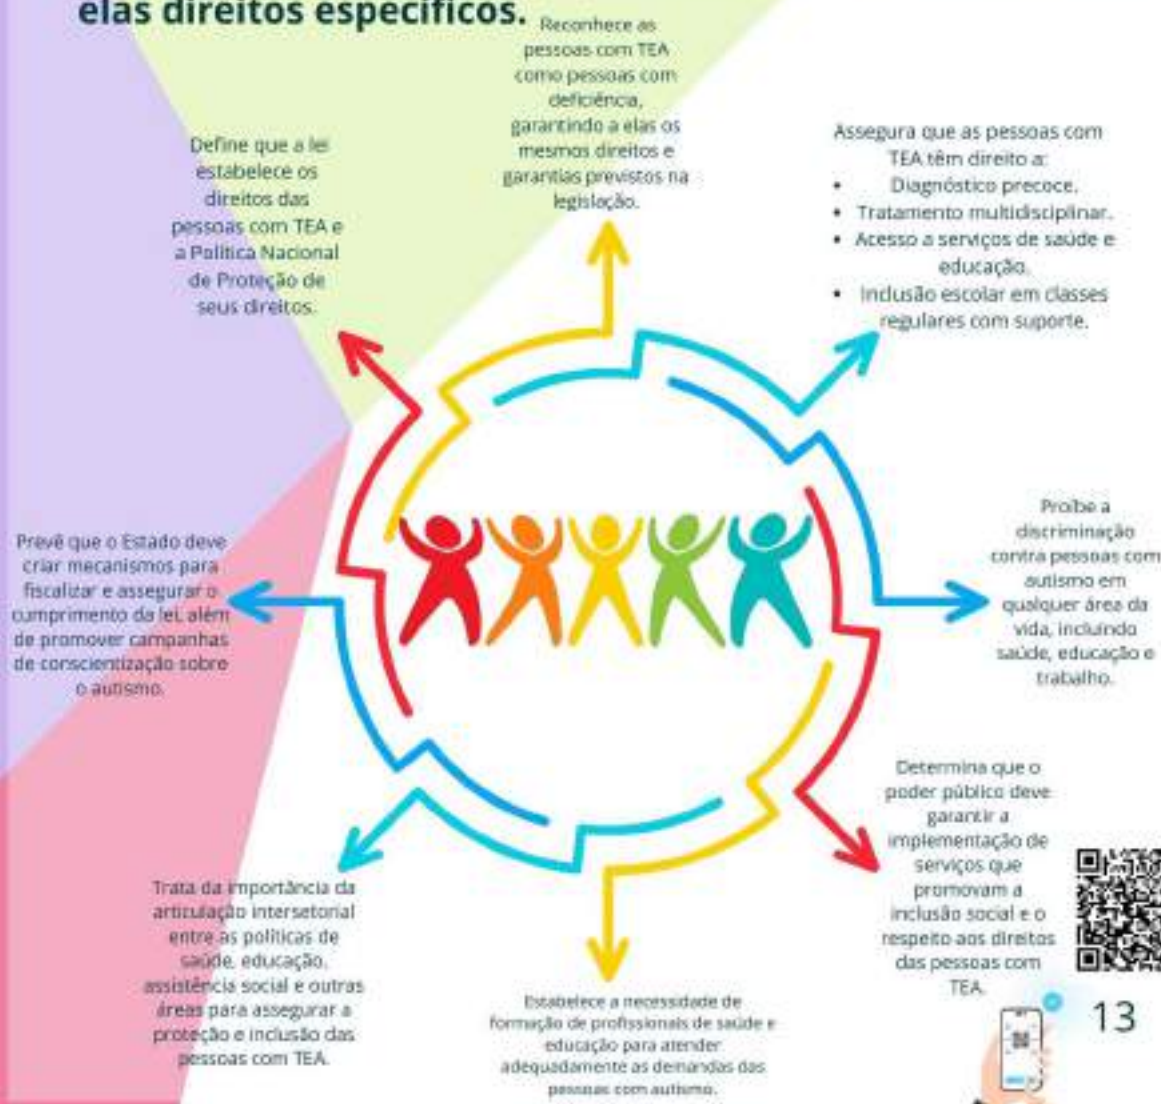 elas direitos específicos.
Reconhece as
pessoas com TEA
como pessoas com
deficiência,
garantindo a elas os
mesmos direitos e
garantias previstos na
legislação.
Define que a lei
estabelece os
direitos das
pessoas com TEA e
a Política Nacional
de Proteção de
seus direitos.
Assegura que as pessoas com
TEA têm direito a:
• Diagnóstico precoce.
• Tratamento multidisciplinar.
• Acesso a serviços de saúde e
educação.
• Inclusão escolar em classes
regulares com suporte.
Proíbe a
discriminação
contra pessoas com
autismo em
qualquer área da
vida, incluindo
saúde, educação e
trabalho.
Prevê que o Estado deve
criar mecanismos para
fiscalizar e assegurar o
cumprimento da lei, além
de promover campanhas
de conscientização sobre
o autismo.
Determina que o
poder público deve
garantir a
implementação de
serviços que
promovam a
inclusão social e o
respeito aos direitos
das pessoas com
TEA.
Trata da importância da
articulação intersetorial
entre as políticas de
saúde, educação,
assistência social e outras
áreas para assegurar a
proteção e inclusão das
pessoas com TEA.
Estabelece a necessidade de
formação de profissionais de saúde e
educação para atender
adequadamente as demandas das
pessoas com autismo.
13